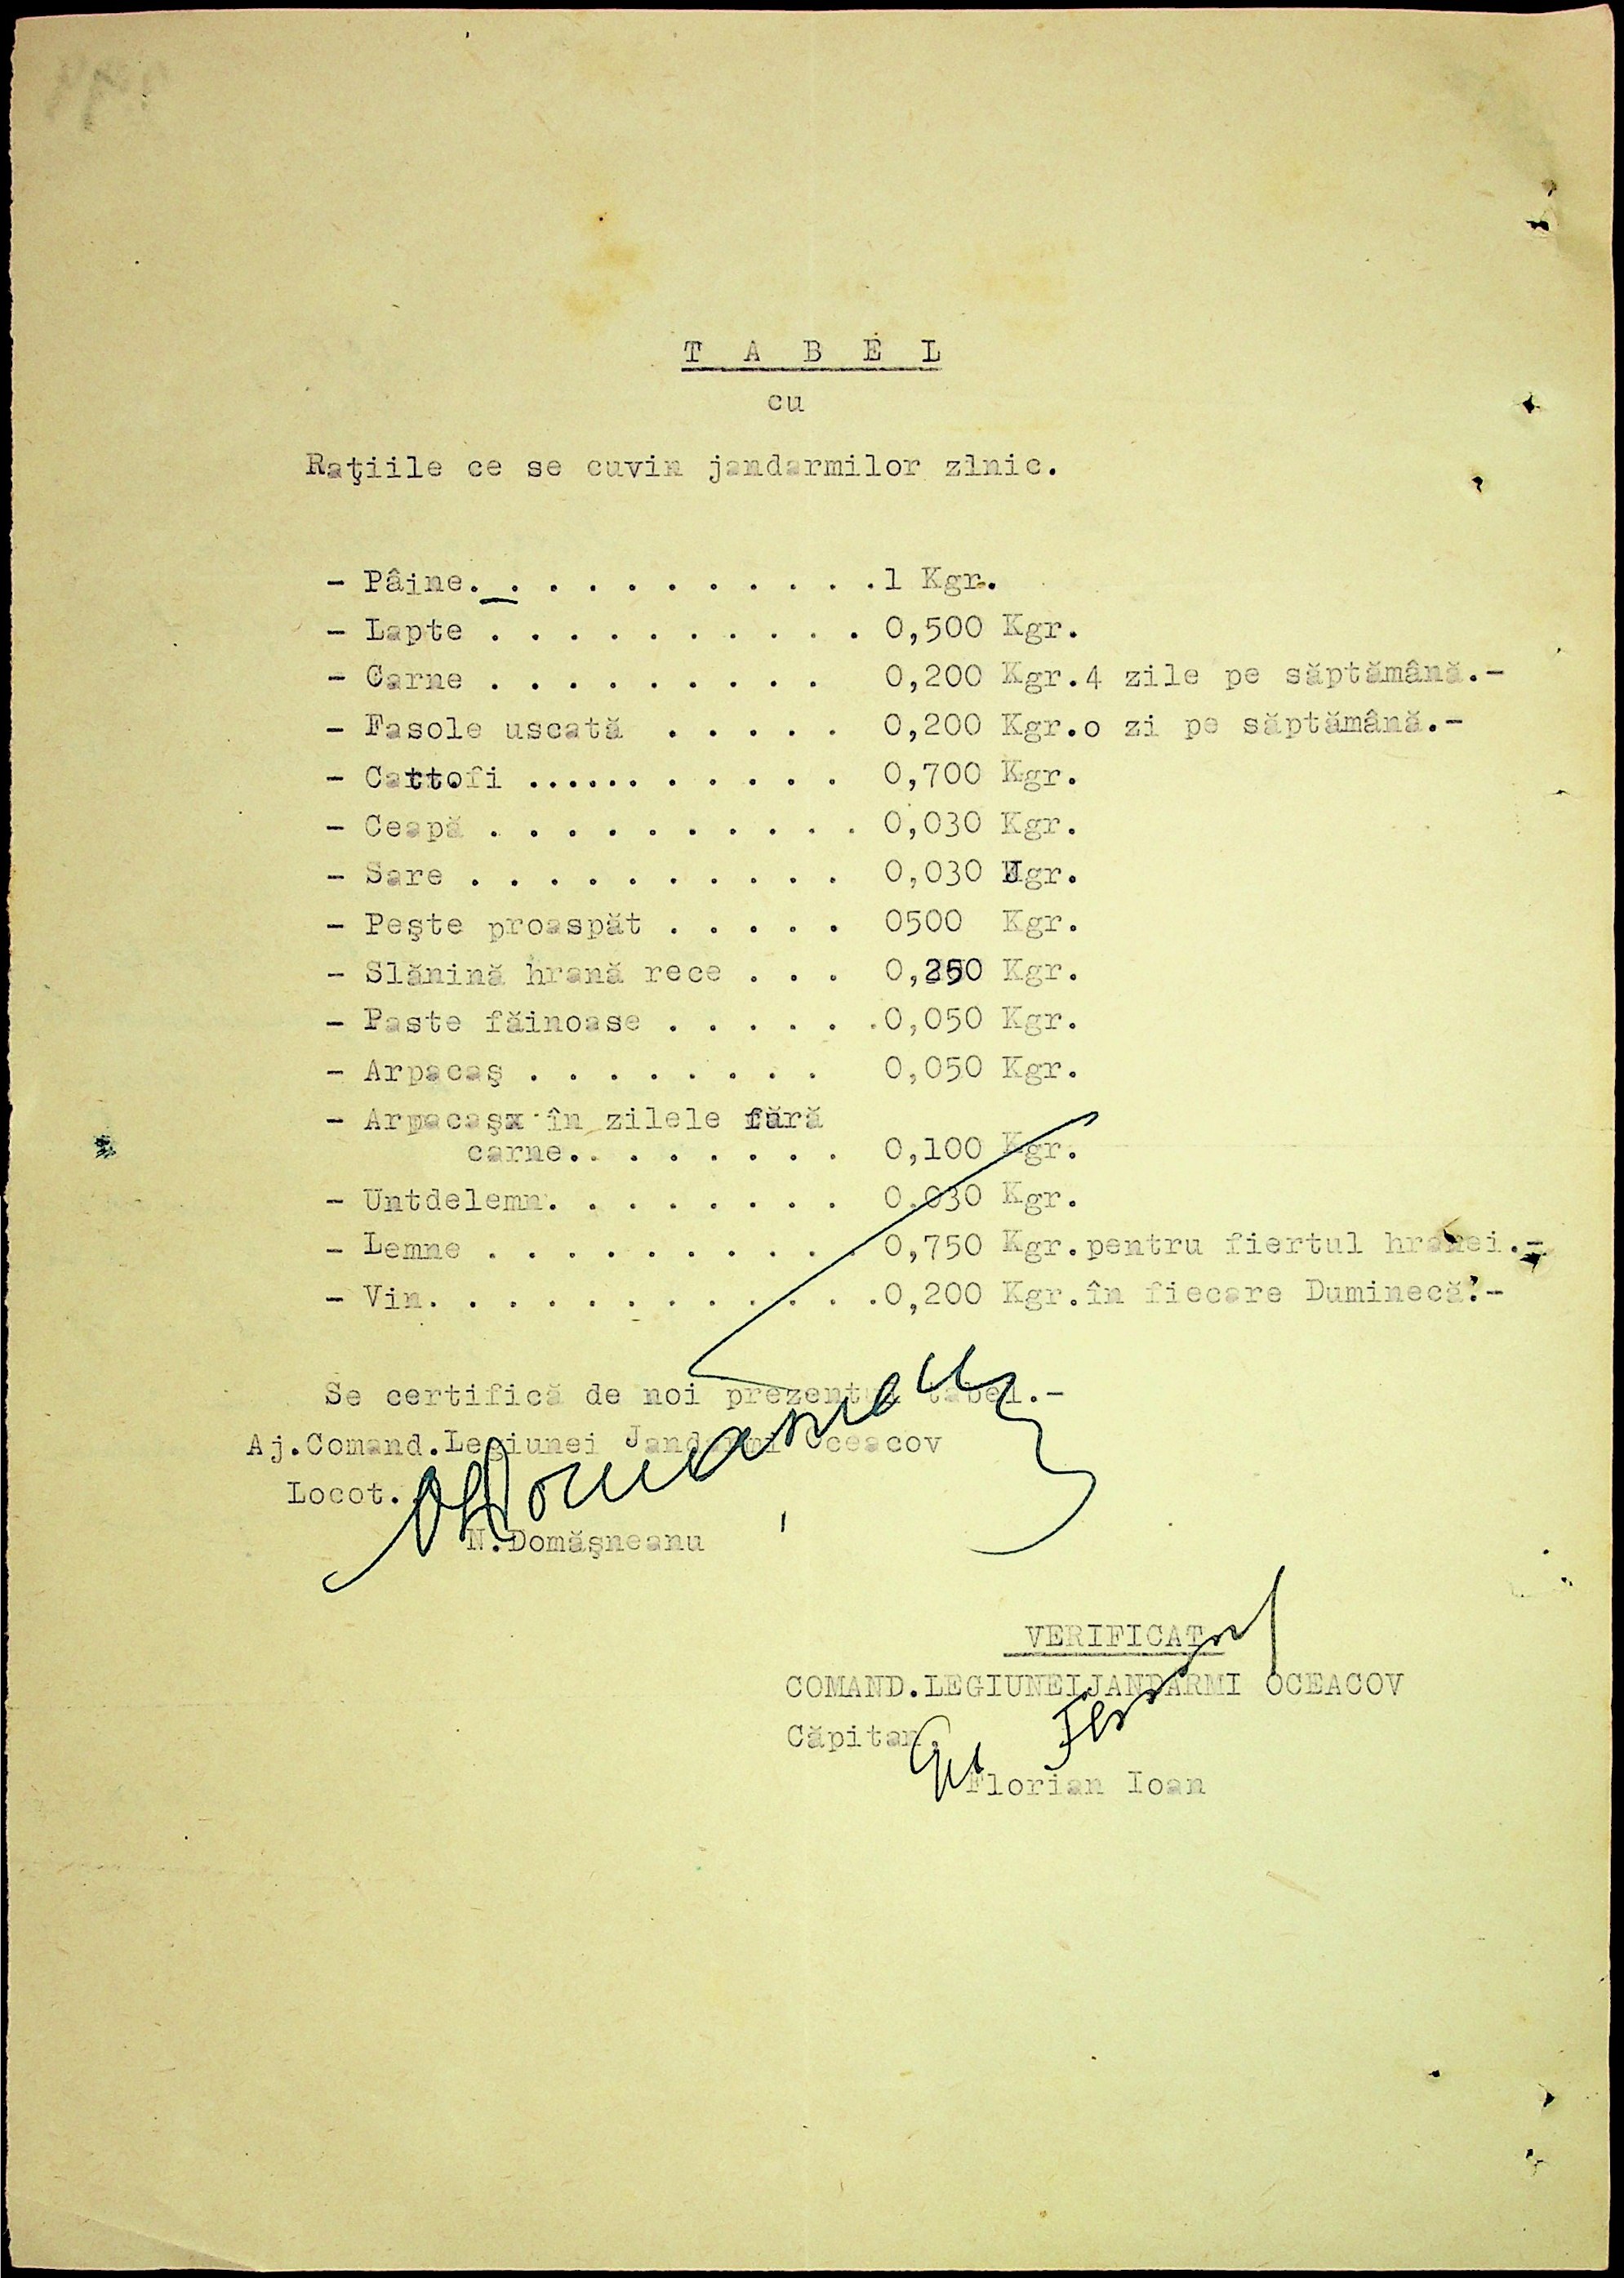 T A B E L
cu
Raţiile ce se cuvin jandarmilor zlnic.
- Pâine. . . . . . . . . . . .1 Kgr.
- Lapte . . . . . . . . . . 0,500 Kgr.
- Carne . . . . . . . . . 0,200 Kgr.4 zile pe săptămână.-
- Fasole uscată . . . . . 0,200 Kgr.o zi pe săptămână.-
- Cattofi ........... 0,700 Kgr.
- Ceapă . . . . . . . . . . 0,030 Kgr.
- Sare . . . . . . . . . . 0,030 Kgr.
- Peşte proaspăt . . . . . 0500 Kgr.
- Slănină hrană rece . . . 0,250 Kgr.
- Paste făinoase . . . . . .0,050 Kgr.
- Arpacaş . . . . . . . . 0,050 Kgr.
- Arpacaşx în zilele fără
carne.. . . . . . . 0,100 Kgr.
- Untdelemn. . . . . . . . 0.030 Kgr.
- Lemne . . . . . . . . . . 0,750 Kgr.pentru fiertul hranei.-
- Vin. . . . . . . . . . . .0,200 Kgr.în fiecare Duminecă.-
Se certifică de noi prezentul tabel.-
Aj.Comand.Legiunei Jandarmi Oceacov
Locot.
N.Domăşneanu
VERIFICAT
COMAND.LEGIUNEIJANDARMI OCEACOV
Căpitan,
Florian Ioan